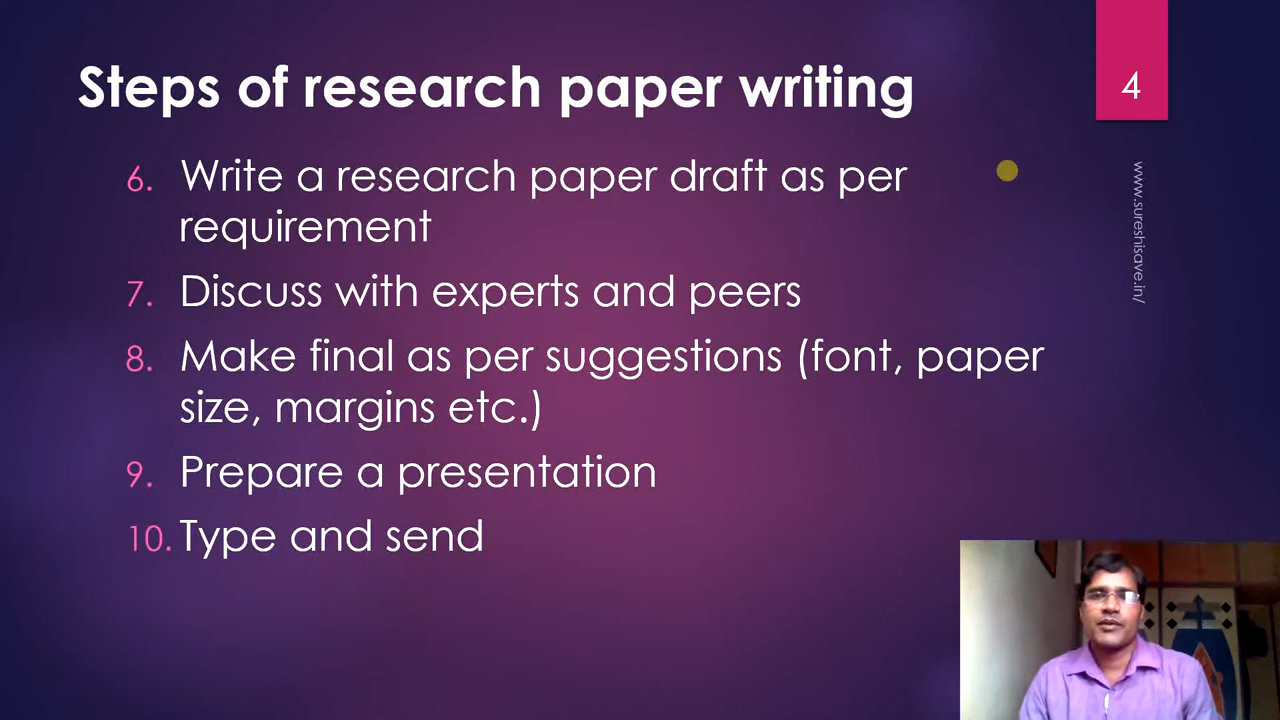 Steps of research paper writing
4
6. Write a research paper draft as per
requirement
7. Discuss with experts and peers
8. Make final as per suggestions (font, paper
size, margins etc.)
9. Prepare a presentation
10. Type and send
www.sureshisave.in/